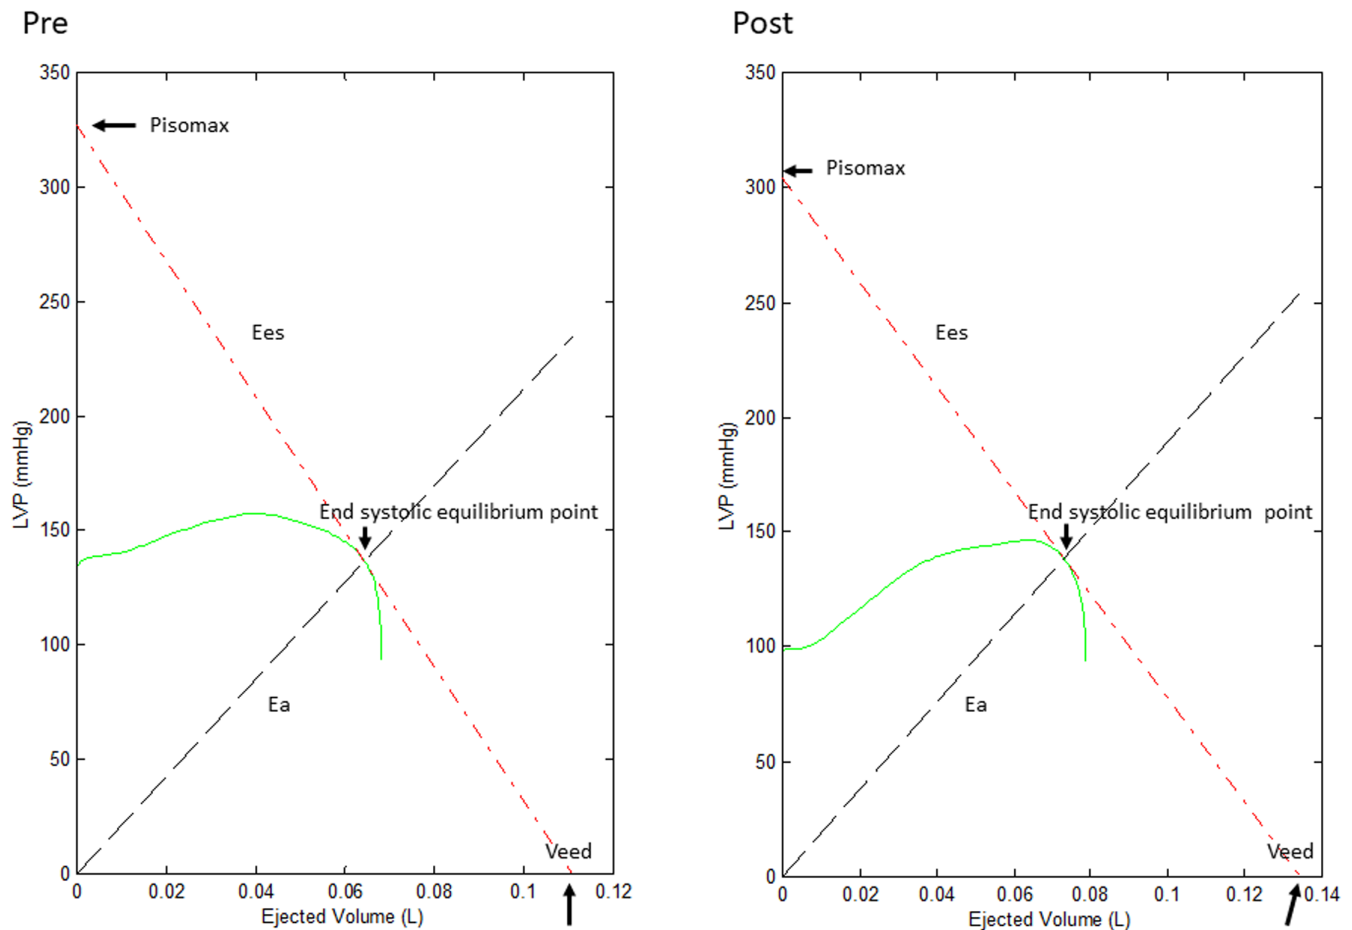 Pre
350
Pisomax
300
250
Ees
200
LVP (mmHg)
End systolic equilibrium point
150
100
Ea
50
Veed
0
0 0.02 0.04 0.06 0.08 0.1 0.12
Ejected Volume (L)
Post
350
Pisomax
300
250
Ees
200
LVP (mmHg)
End systolic equilibrium  point
150
100
Ea
50
Veed
0
0 0.02 0.04 0.06 0.08 0.1 0.12 0.14
Ejected Volume (L)